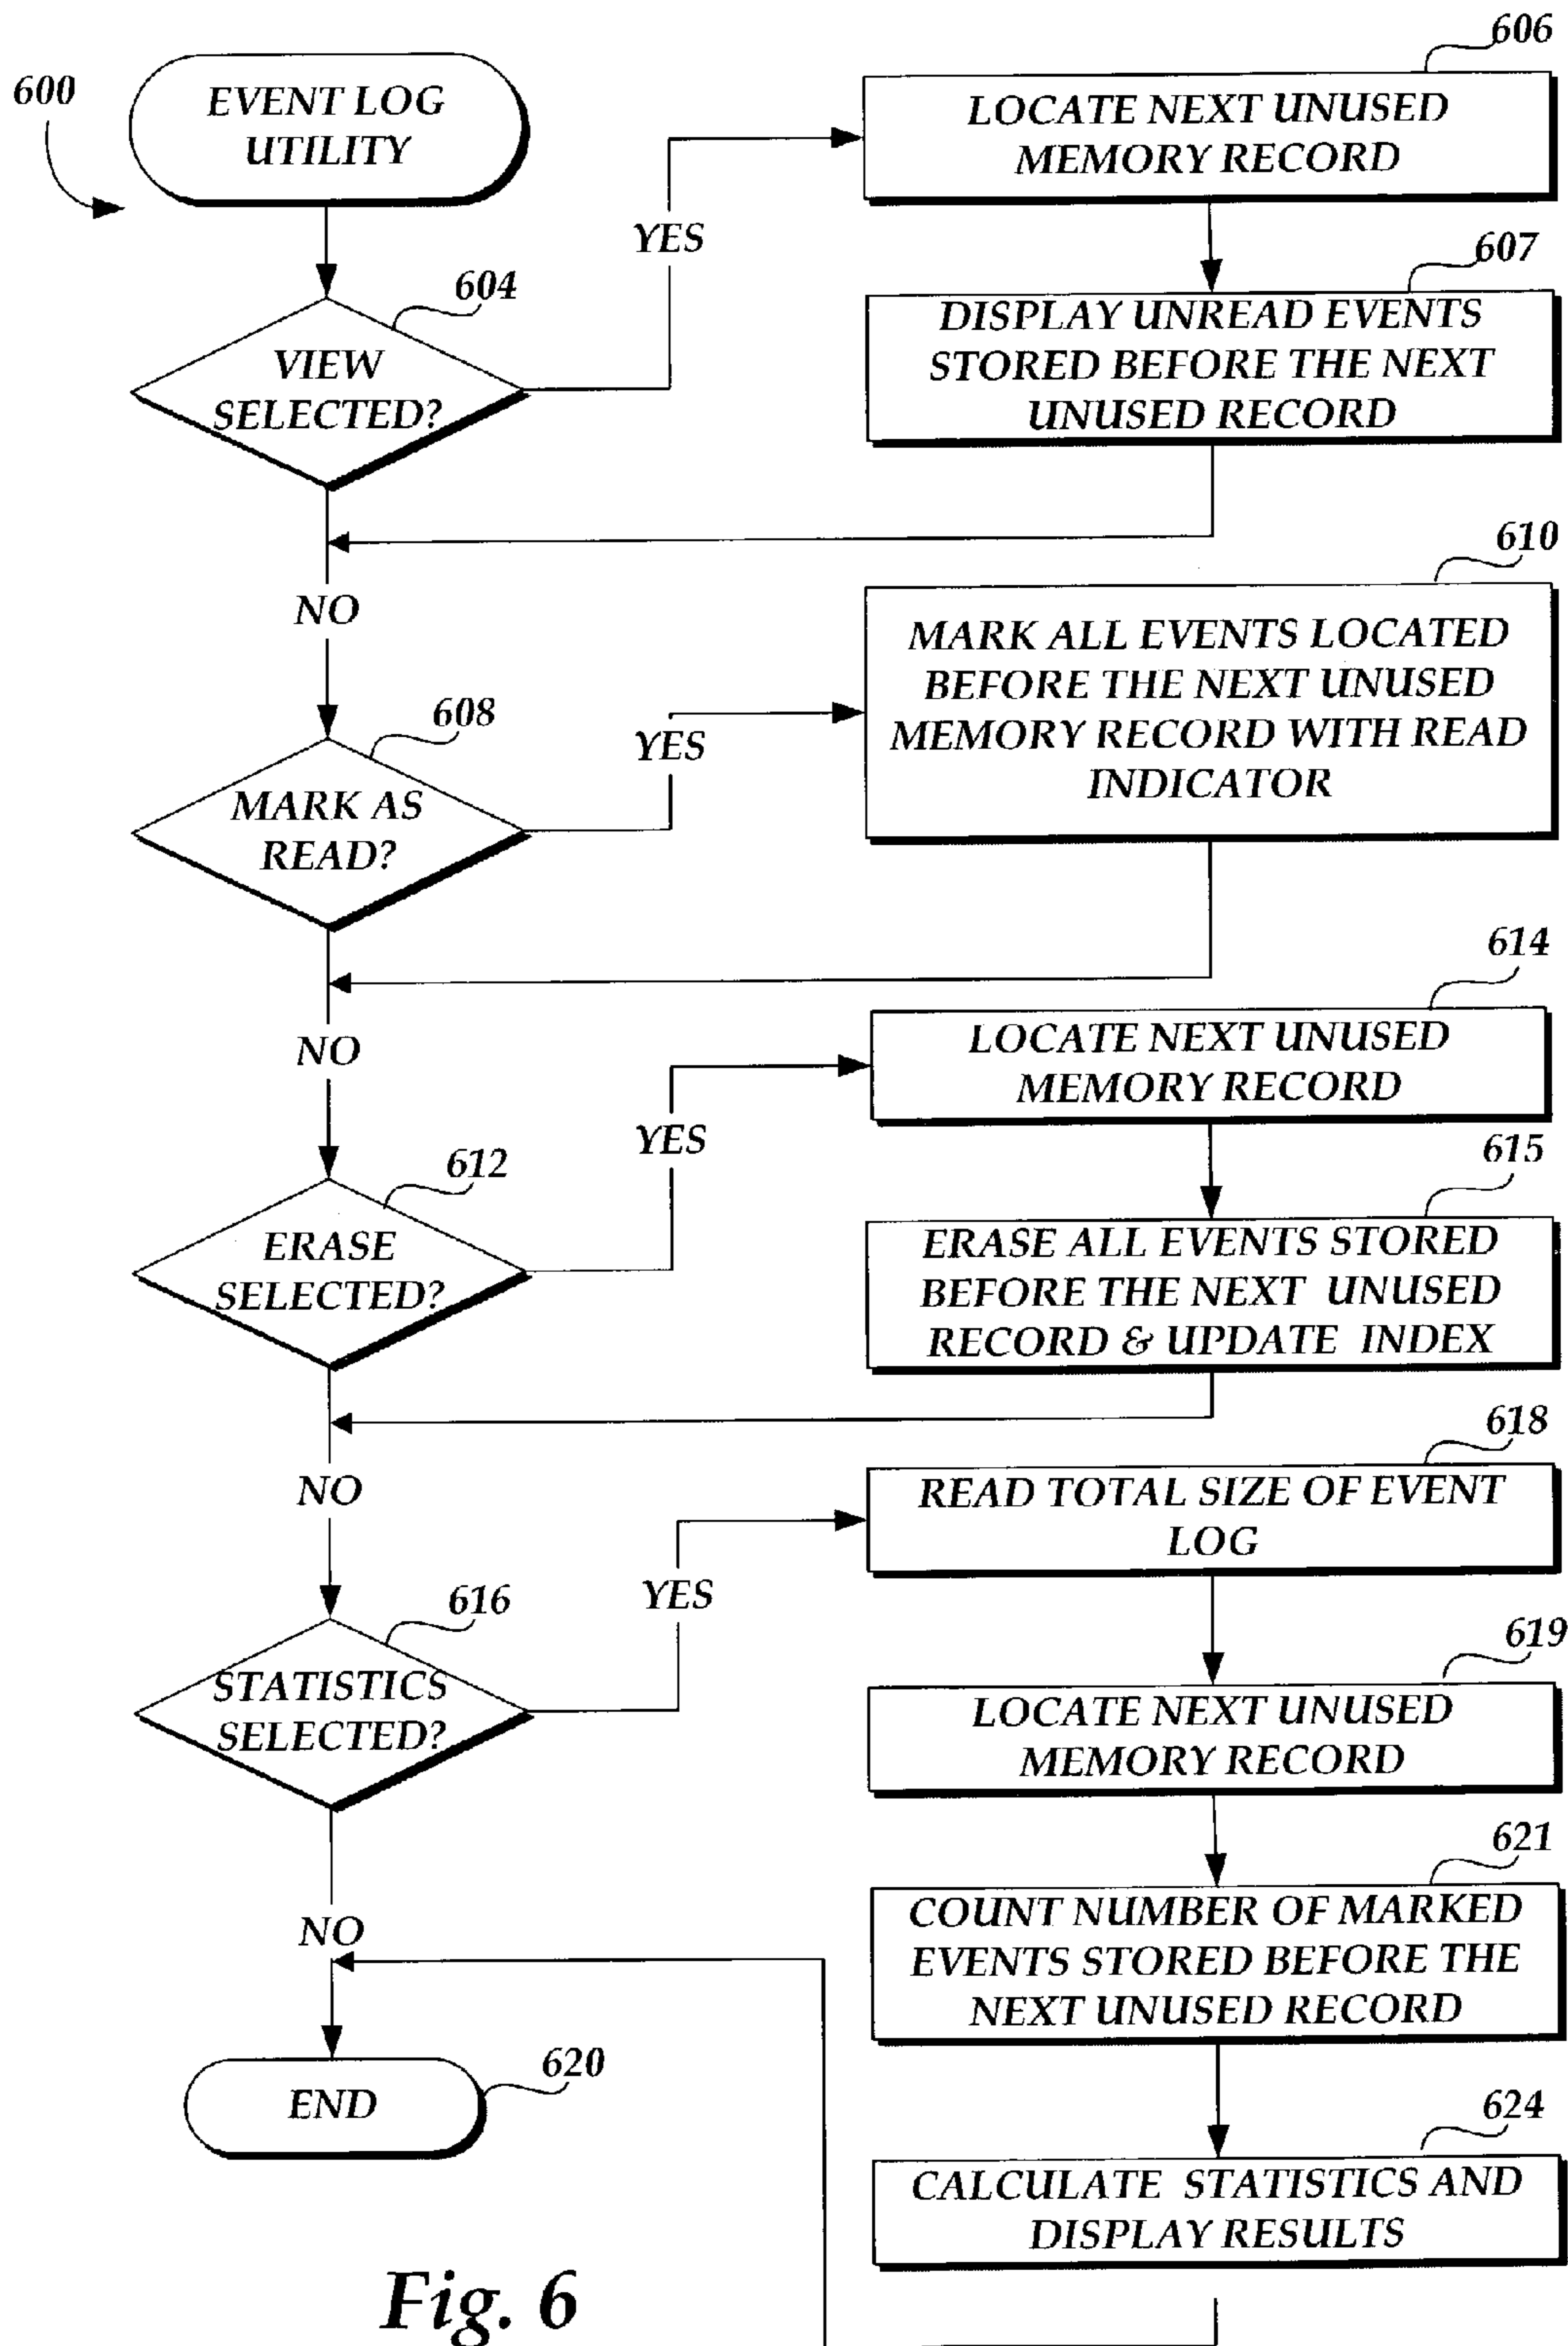 600
EVENT LOG
UTILITY
606
LOCATE NEXT UNUSED
MEMORY RECORD
YES
607
DISPLAY UNREAD EVENTS
STORED BEFORE THE NEXT
UNUSED RECORD
604
VIEW
SELECTED?
NO
610
MARK ALL EVENTS LOCATED
BEFORE THE NEXT UNUSED
MEMORY RECORD WITH READ
INDICATOR
608
YES
MARK AS
READ?
NO
614
LOCATE NEXT UNUSED
MEMORY RECORD
YES
615
ERASE ALL EVENTS STORED
BEFORE THE NEXT UNUSED
RECORD & UPDATE INDEX
612
ERASE
SELECTED?
NO
618
READ TOTAL SIZE OF EVENT
LOG
YES
616
STATISTICS
SELECTED?
619
LOCATE NEXT UNUSED
MEMORY RECORD
621
COUNT NUMBER OF MARKED
EVENTS STORED BEFORE THE
NEXT UNUSED RECORD
NO
620
END
624
CALCULATE STATISTICS AND
DISPLAY RESULTS
Fig. 6